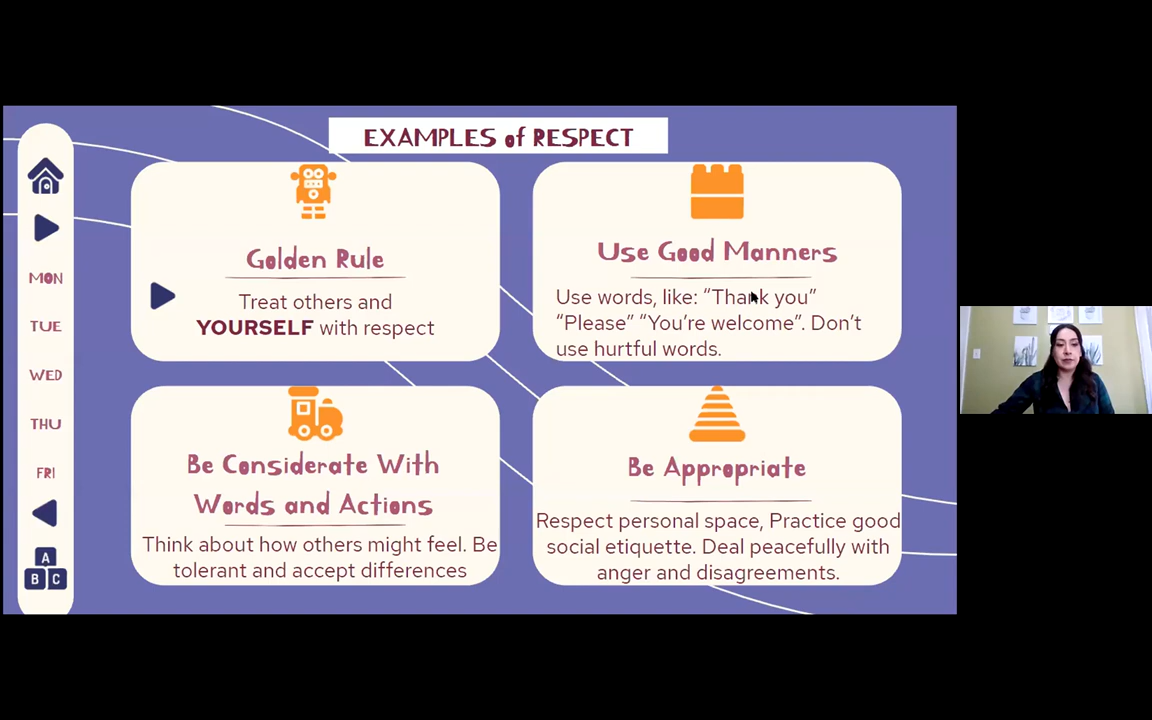 EXAMPLES of RESPECT
MON
TUE
WED
THU
FRI
A
B C
Golden Rule
Treat others and
YOURSELF with respect
Use Good Manners
Use words, like: “Thank you”
“Please” “You’re welcome”. Don’t
use hurtful words.
Be Considerate With
Words and Actions
Think about how others might feel. Be
tolerant and accept differences
Be Appropriate
Respect personal space, Practice good
social etiquette. Deal peacefully with
anger and disagreements.